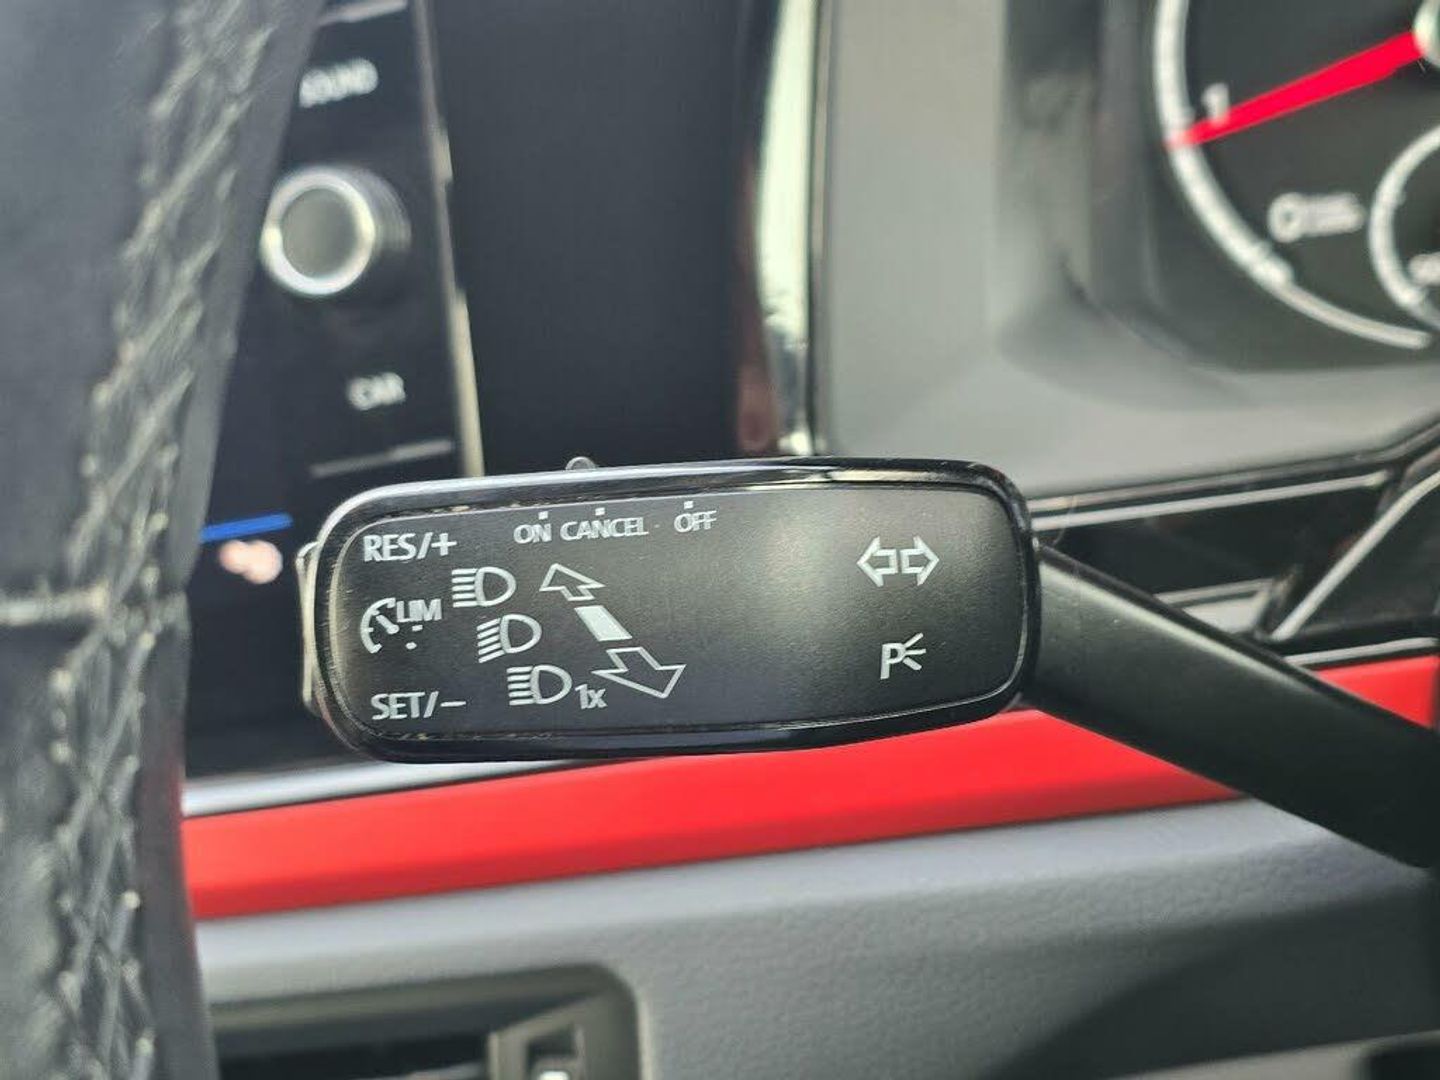 SOUND
CAR
ON CANCEL OFF
RES/+
LIM
1x
SET/−
P
1